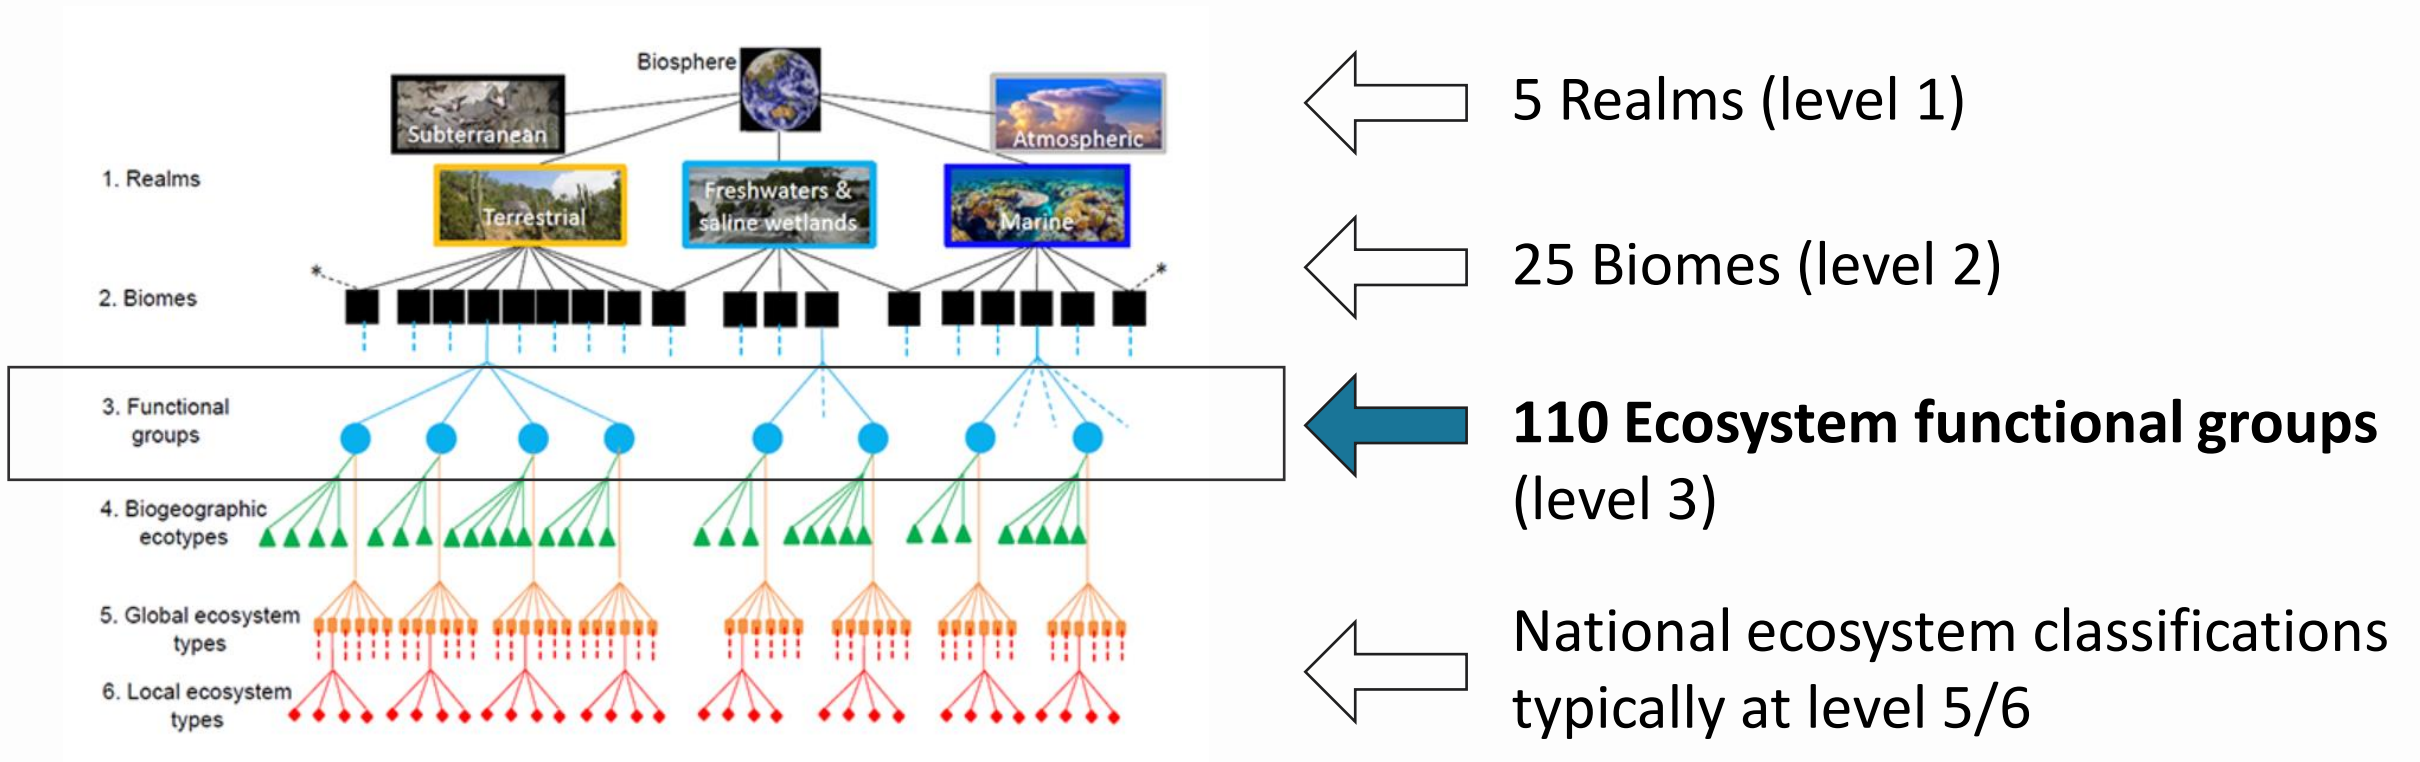 Biosphere
Subterranean
Atmospheric
1. Realms
Terrestrial
Freshwaters &
saline wetlands
Marine
*
*
2. Biomes
3. Functional
groups
4. Biogeographic
ecotypes
5. Global ecosystem
types
6. Local ecosystem
types
5 Realms (level 1)
25 Biomes (level 2)
110 Ecosystem functional groups
(level 3)
National ecosystem classifications
typically at level 5/6